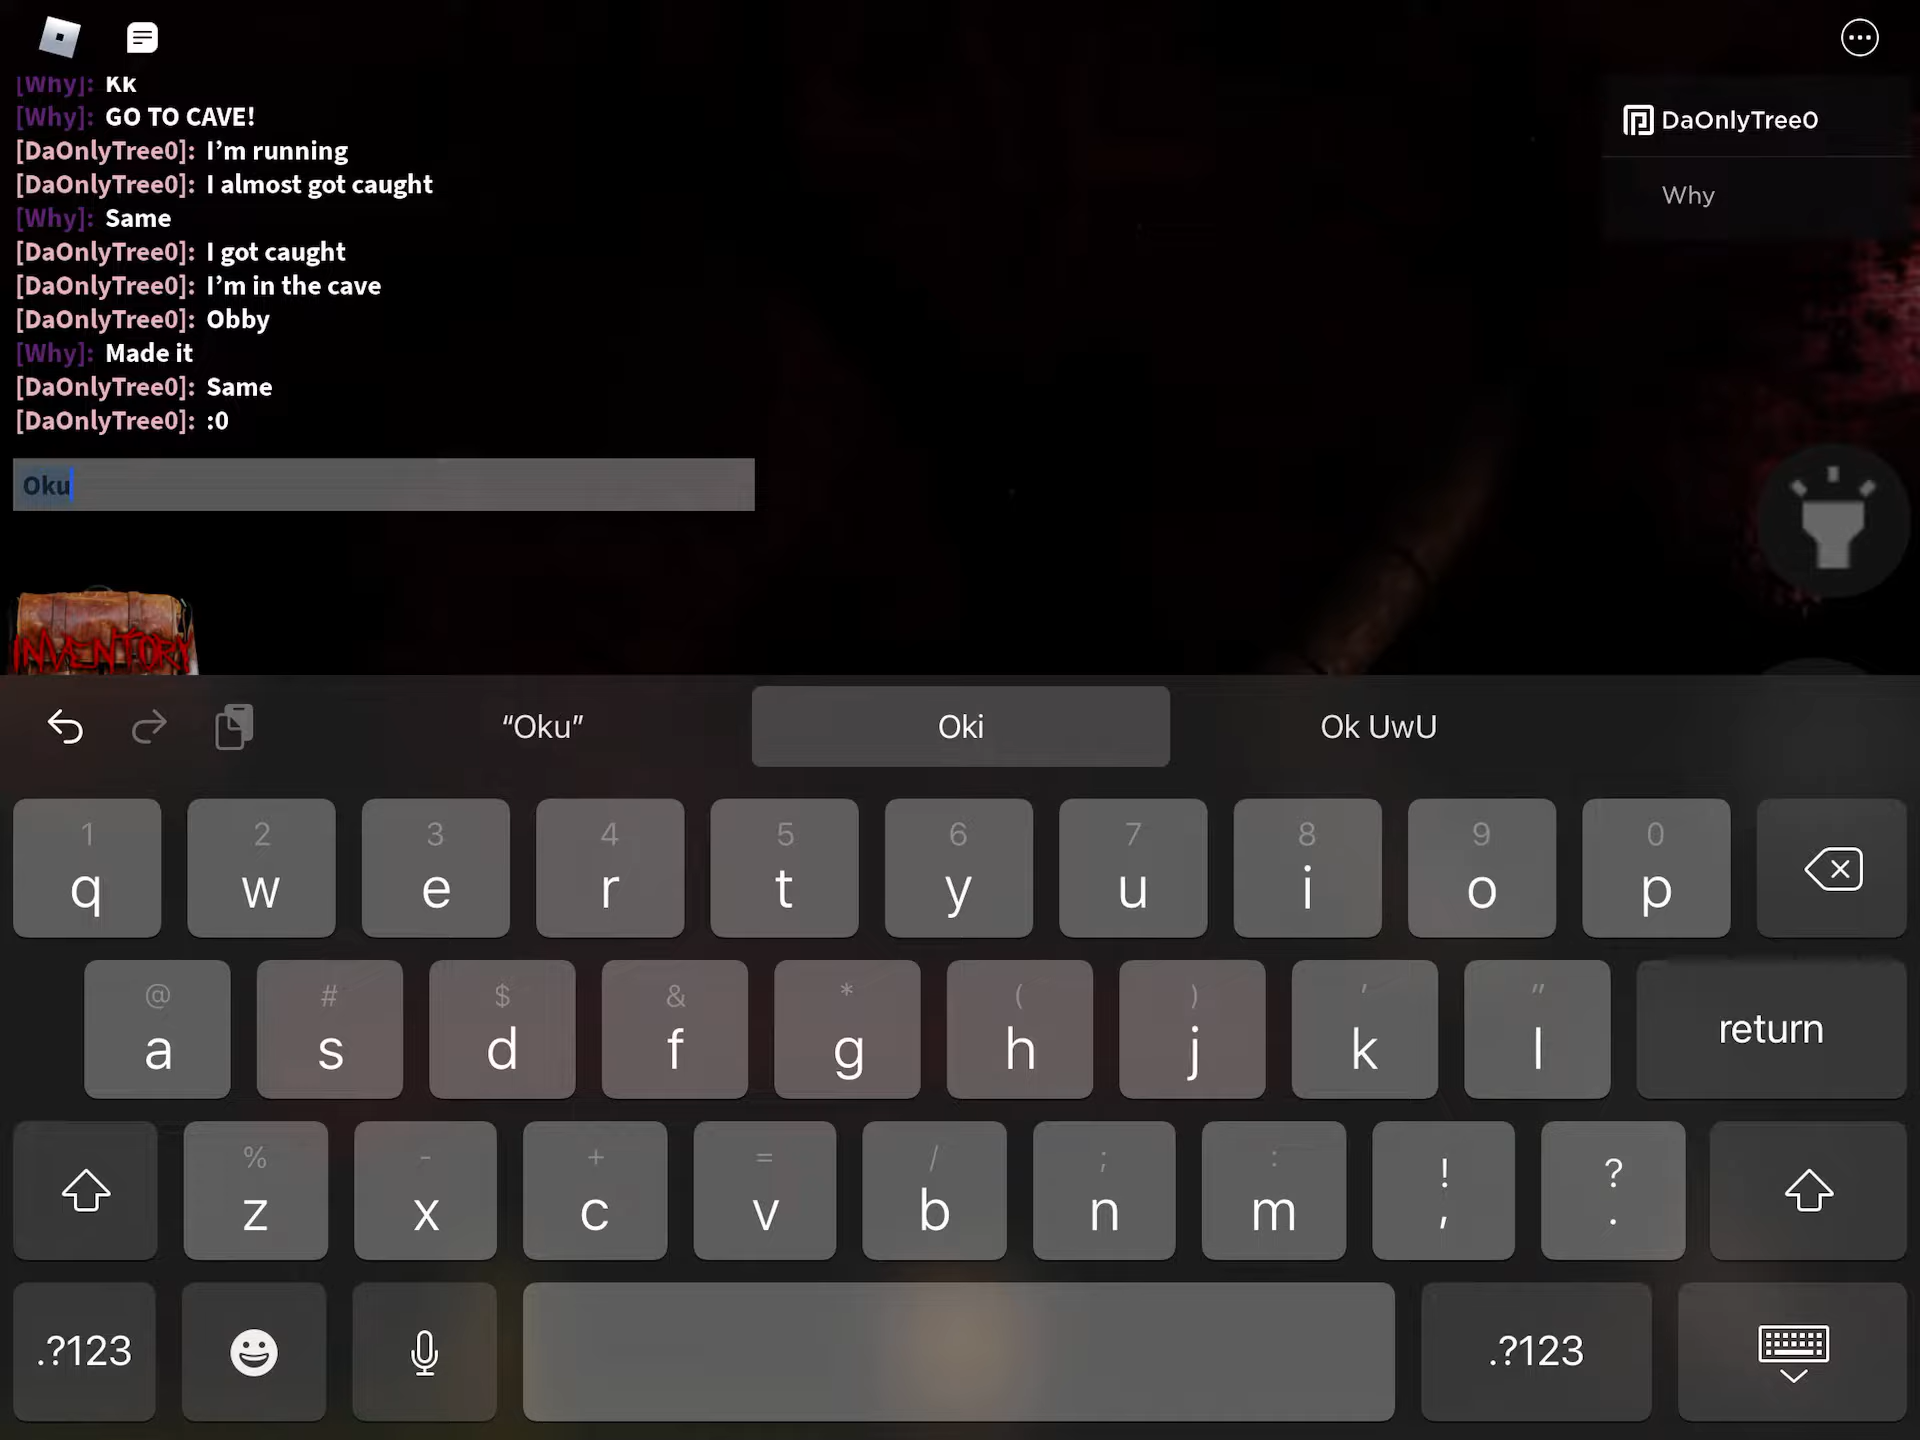 [Why]: Kk
[Why]: GO TO CAVE!
[DaOnlyTree0]: I’m running
[DaOnlyTree0]: I almost got caught
[Why]: Same
[DaOnlyTree0]: I got caught
[DaOnlyTree0]: I’m in the cave
[DaOnlyTree0]: Obby
[Why]: Made it
[DaOnlyTree0]: Same
[DaOnlyTree0]: :0
Oku
DaOnlyTree0
Why
INVENTORY
“Oku” Oki Ok UwU
1 2 3 4 5 6 7 8 9 0
q w e r t y u i o p
@ # $ & * ( ) ' "
a s d f g h j k l return
% - + = / ; : ! ?
z x c v b n m , .
.?123 .?123